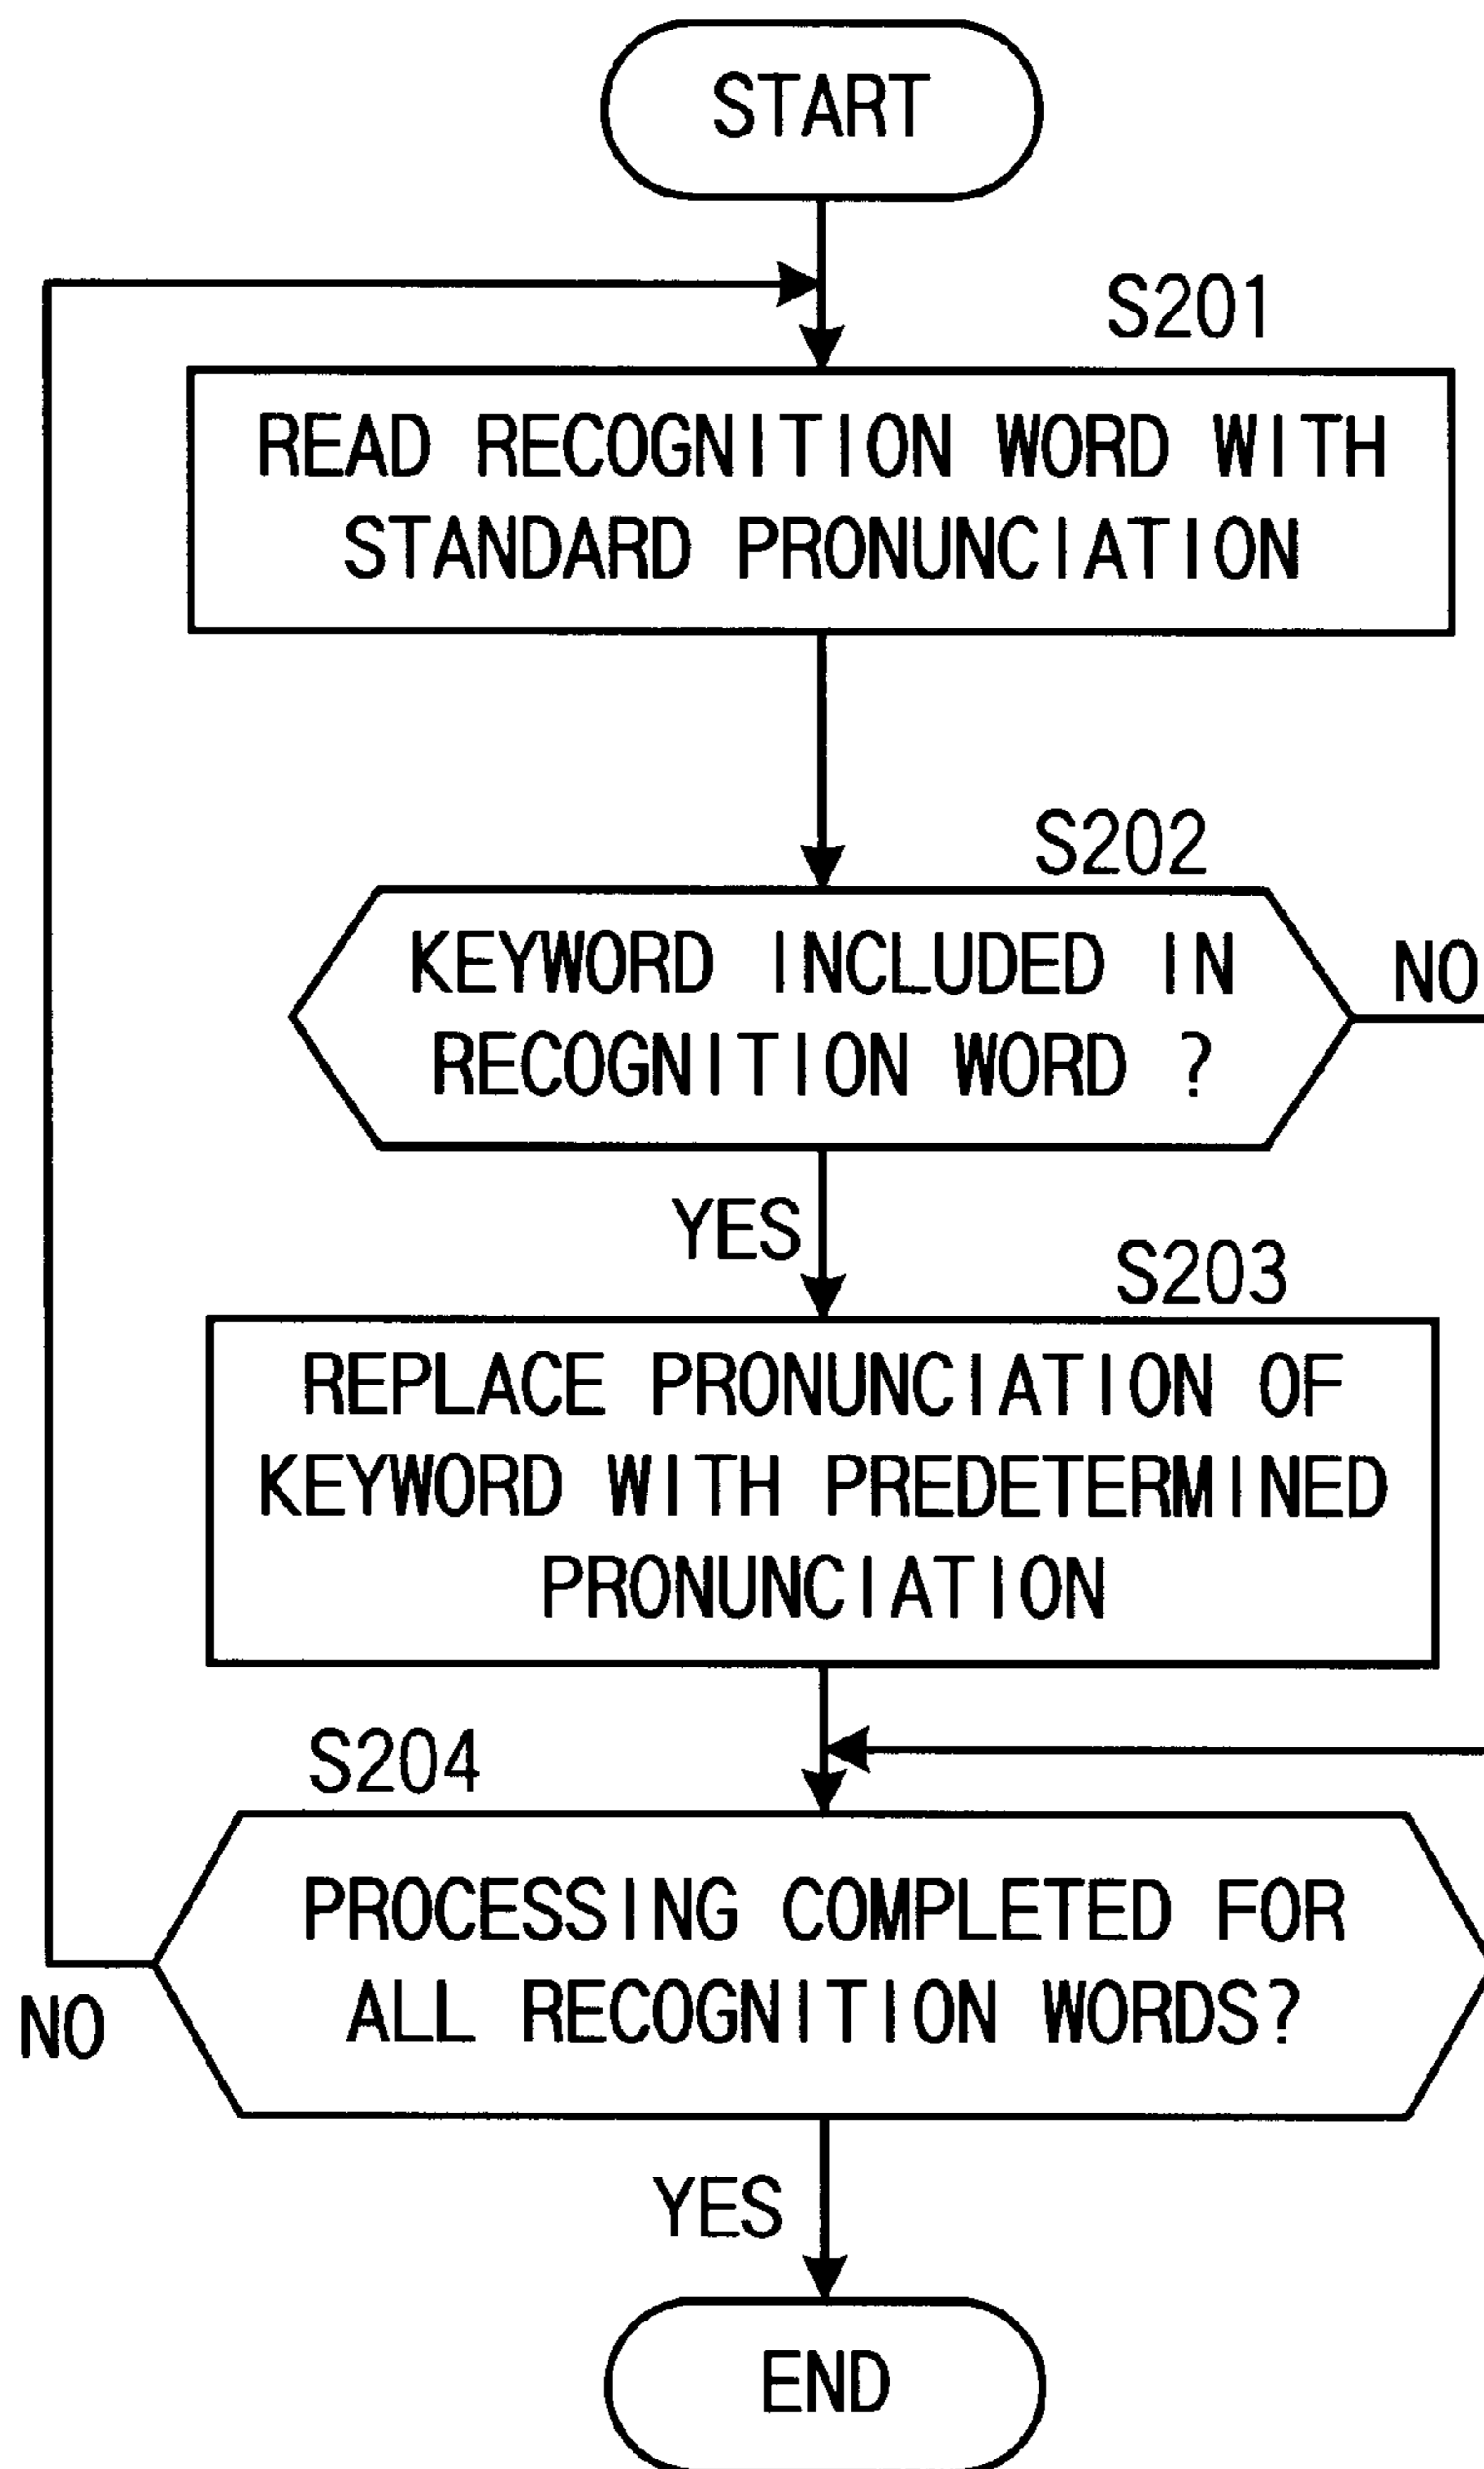 START
S201
READ RECOGNITION WORD WITH
STANDARD PRONUNCIATION
S202
KEYWORD INCLUDED IN
RECOGNITION WORD ?
NO
YES
S203
REPLACE PRONUNCIATION OF
KEYWORD WITH PREDETERMINED
PRONUNCIATION
S204
PROCESSING COMPLETED FOR
ALL RECOGNITION WORDS?
NO
YES
END